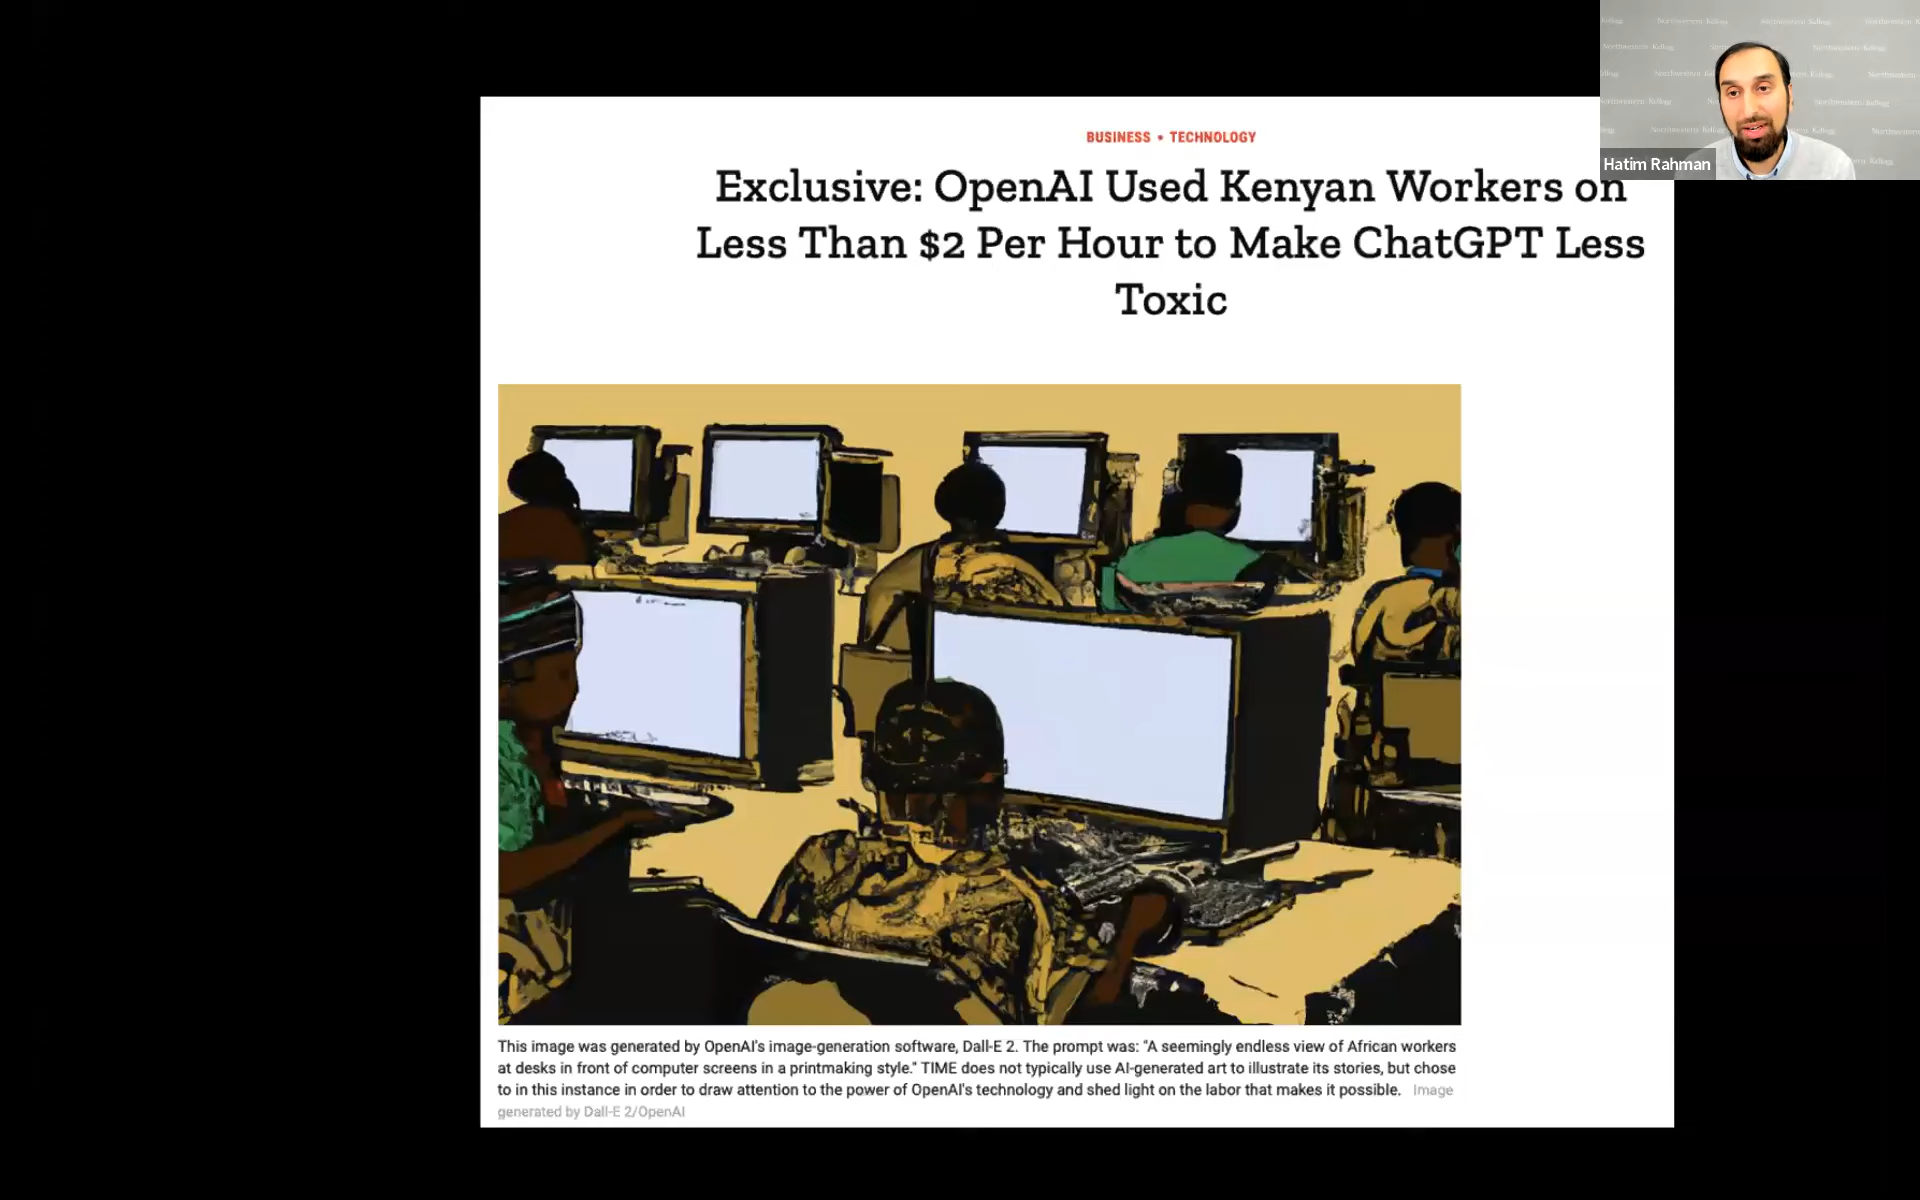 BUSINESS • TECHNOLOGY
Exclusive: OpenAI Used Kenyan Workers on
Less Than $2 Per Hour to Make ChatGPT Less
Toxic
This image was generated by OpenAI's image-generation software, Dall-E 2. The prompt was: "A seemingly endless view of African workers
at desks in front of computer screens in a printmaking style." TIME does not typically use AI-generated art to illustrate its stories, but chose
to in this instance in order to draw attention to the power of OpenAI's technology and shed light on the labor that makes it possible. Image
generated by Dall-E 2/OpenAI
Northwestern Kellogg
Hatim Rahman